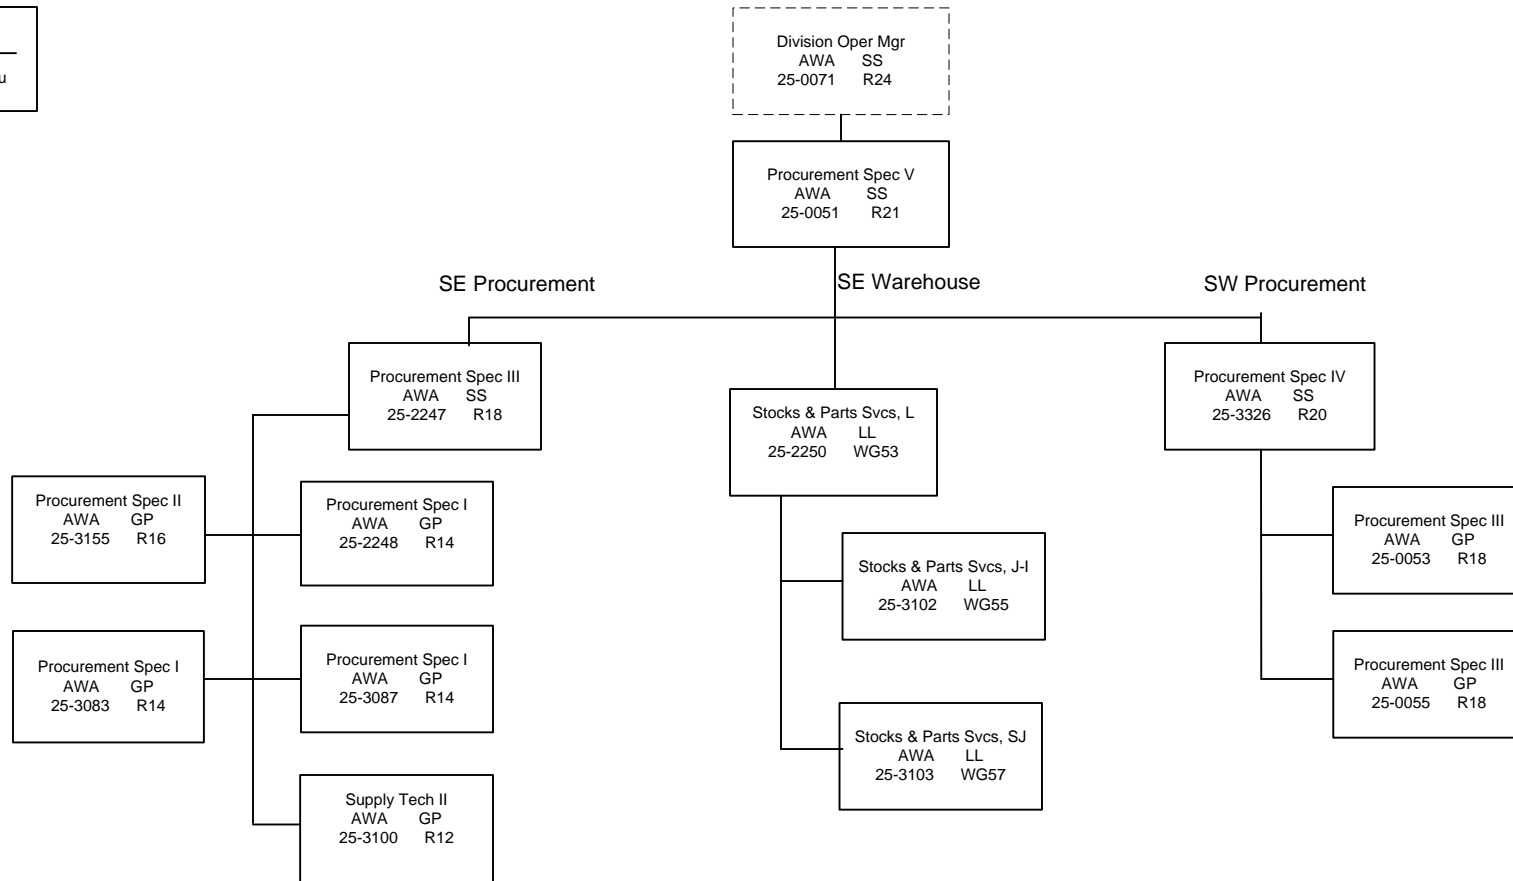 u
Division Oper Mgr
AWA SS
25-0071 R24
Procurement Spec V
AWA SS
25-0051 R21
SE Procurement
SE Warehouse
SW Procurement
Procurement Spec III
AWA SS
25-2247 R18
Stocks & Parts Svcs, L
AWA LL
25-2250 WG53
Procurement Spec IV
AWA SS
25-3326 R20
Procurement Spec II
AWA GP
25-3155 R16
Procurement Spec I
AWA GP
25-2248 R14
Stocks & Parts Svcs, J-I
AWA LL
25-3102 WG55
Procurement Spec III
AWA GP
25-0053 R18
Procurement Spec I
AWA GP
25-3083 R14
Procurement Spec I
AWA GP
25-3087 R14
Stocks & Parts Svcs, SJ
AWA LL
25-3103 WG57
Procurement Spec III
AWA GP
25-0055 R18
Supply Tech II
AWA GP
25-3100 R12